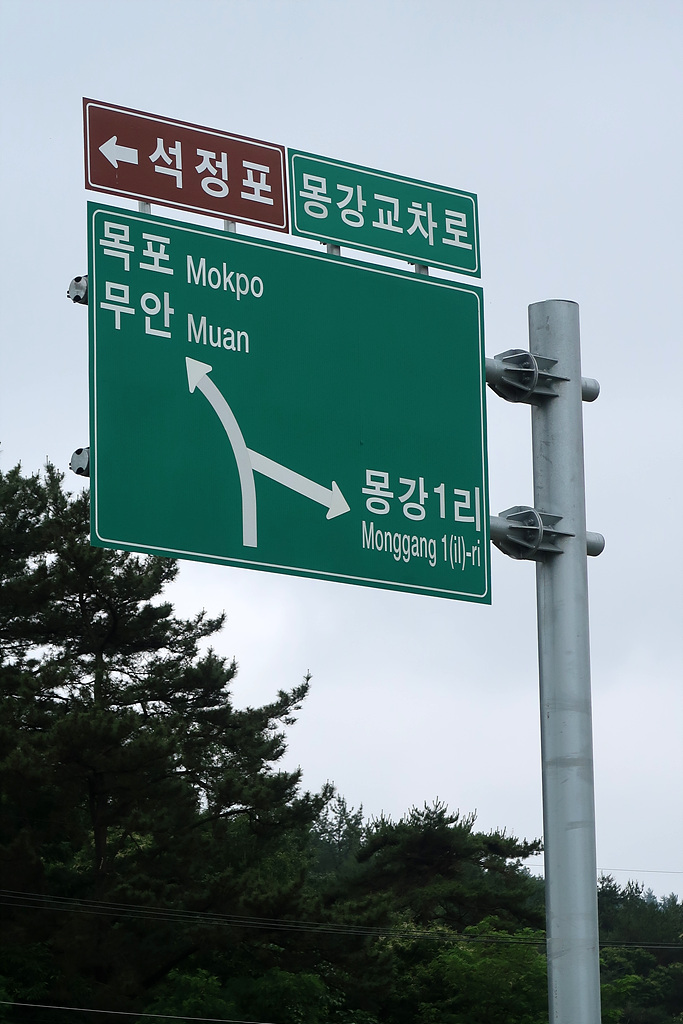 석정포
몽강교차로
목포 Mokpo
무안 Muan
몽강1리
Monggang 1(il)-ri